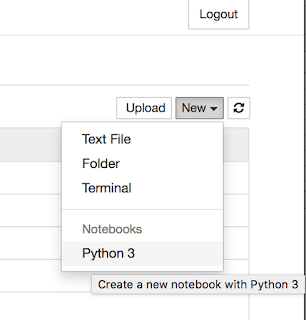 Logout
Upload New
Text File
Folder
Terminal
Notebooks
Python 3
Create a new notebook with Python 3